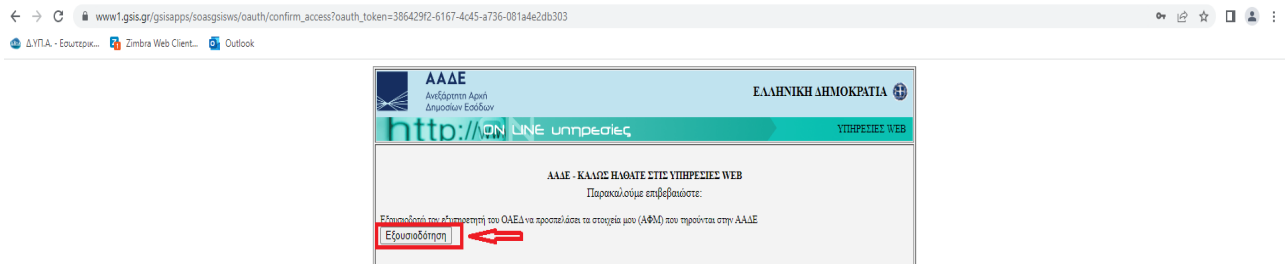 www1.gsis.gr/gsisapps/soasgsisws/oauth/confirm_access?oauth_token=386429f2-6167-4c45-a736-081a4e2db303
Δ.ΥΠ.Α. - Εσωτερικ... Zimbra Web Client... Outlook
ΑΑΔΕ
Ανεξάρτητη Αρχή
Δημοσίων Εσόδων
ΕΛΛΗΝΙΚΗ ΔΗΜΟΚΡΑΤΙΑ
http://www
ON LINE υπηρεσίες
ΥΠΗΡΕΣΙΕΣ WEB
ΑΑΔΕ - ΚΑΛΩΣ ΗΛΘΑΤΕ ΣΤΙΣ ΥΠΗΡΕΣΙΕΣ WEB
Παρακαλούμε επιβεβαιώστε:
Εξουσιοδοτώ τον εξυπηρετητή του ΟΑΕΔ να προσπελάσει τα στοιχεία μου (ΑΦΜ) που τηρούνται στην ΑΑΔΕ
Εξουσιοδότηση